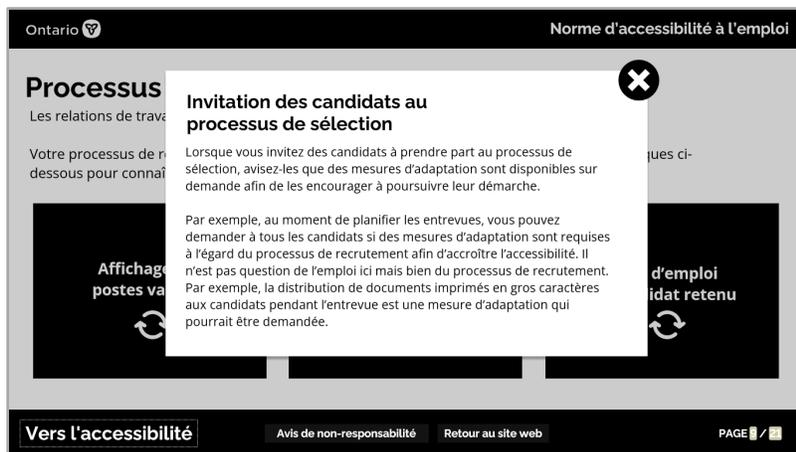 Ontario
Norme d'accessibilité à l'emploi
Processus
Les relations de trava
Votre processus de r
ques ci-
dessous pour connaî
Invitation des candidats au
processus de sélection
Lorsque vous invitez des candidats à prendre part au processus de
sélection, avisez-les que des mesures d'adaptation sont disponibles sur
demande afin de les encourager à poursuivre leur démarche.
Par exemple, au moment de planifier les entrevues, vous pouvez
demander à tous les candidats si des mesures d'adaptation sont requises
à l'égard du processus de recrutement afin d'accroître l'accessibilité. Il
n'est pas question de l'emploi ici mais bien du processus de recrutement.
Par exemple, la distribution de documents imprimés en gros caractères
aux candidats pendant l'entrevue est une mesure d'adaptation qui
pourrait être demandée.
Affichage
postes va
d'emploi
idat retenu
Vers l'accessibilité
Avis de non-responsabilité
Retour au site web
PAGE 9 / 21